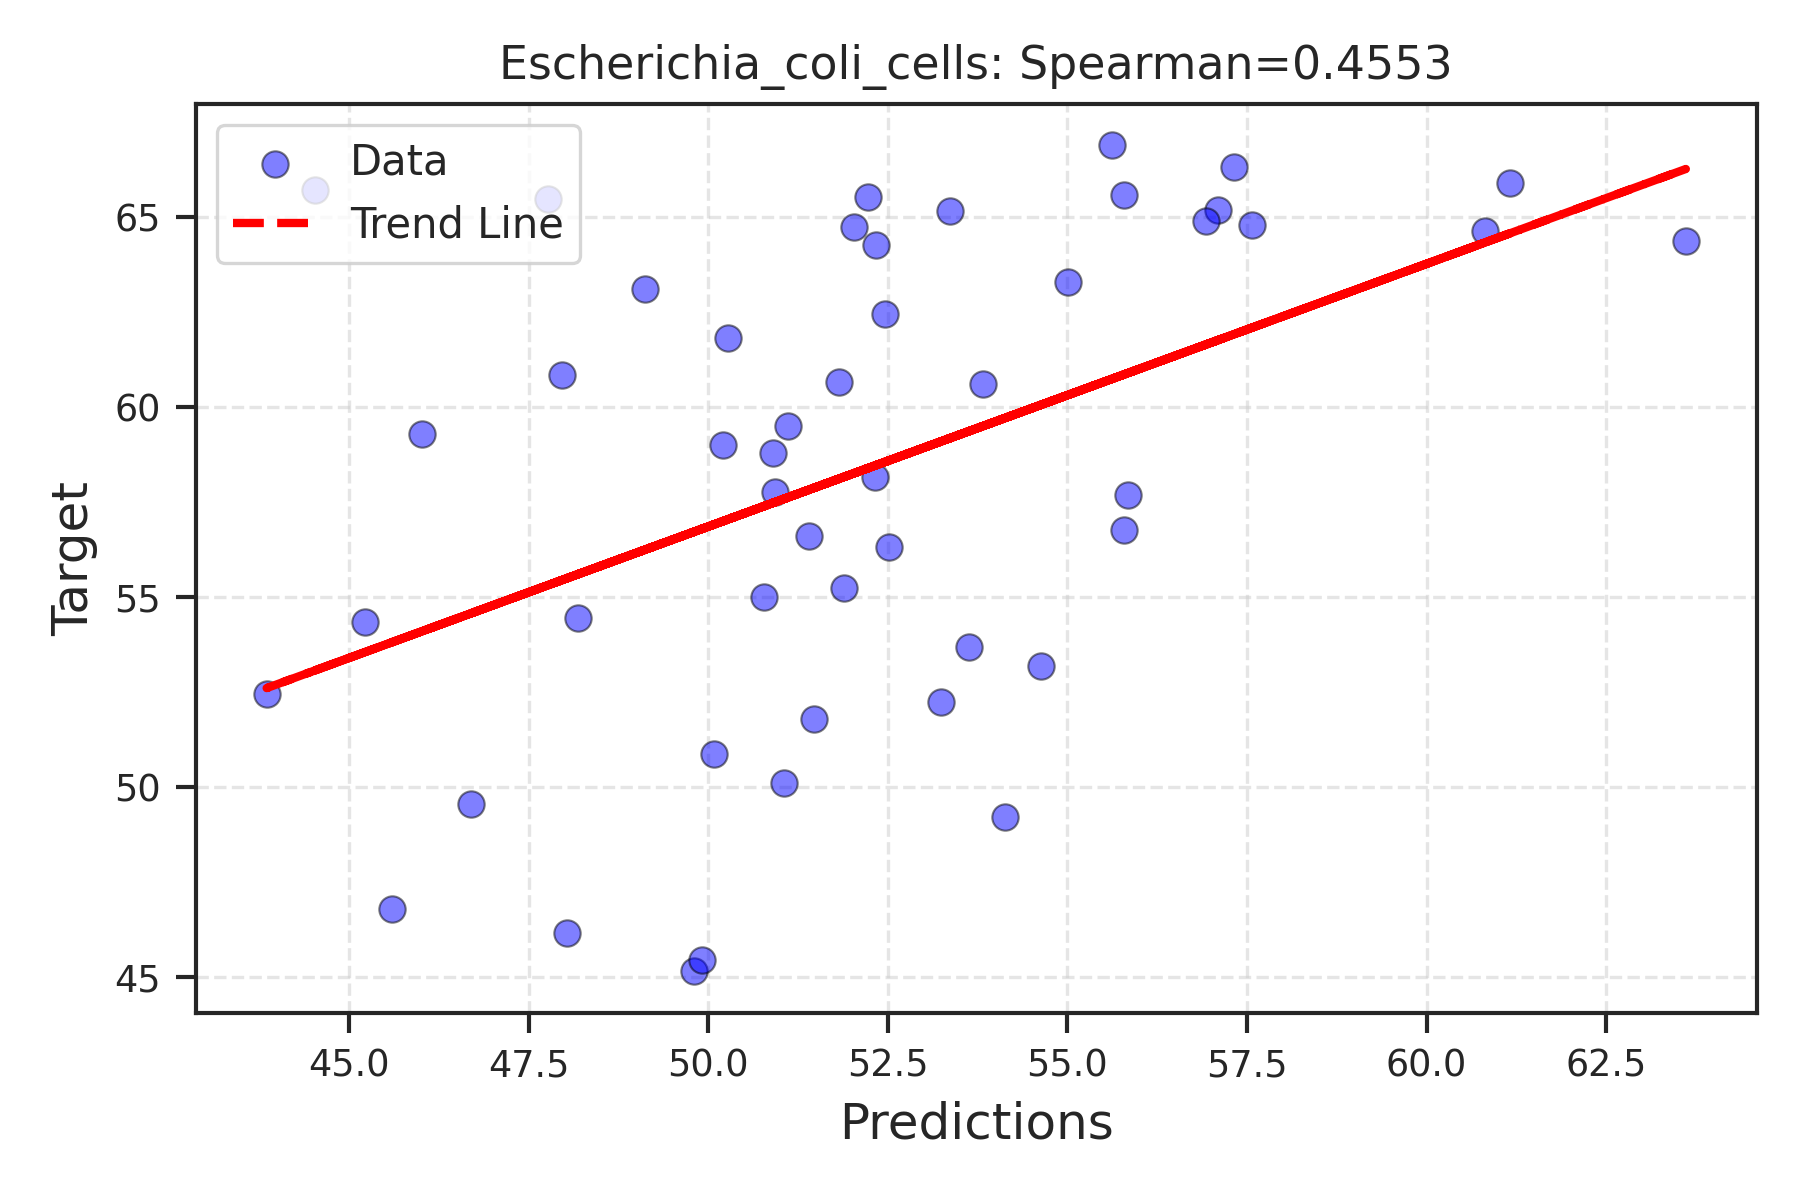 Escherichia_coli_cells: Spearman=0.4553
Data
Trend Line
65
60
55
50
45
Target
45.0 47.5 50.0 52.5 55.0 57.5 60.0 62.5
Predictions